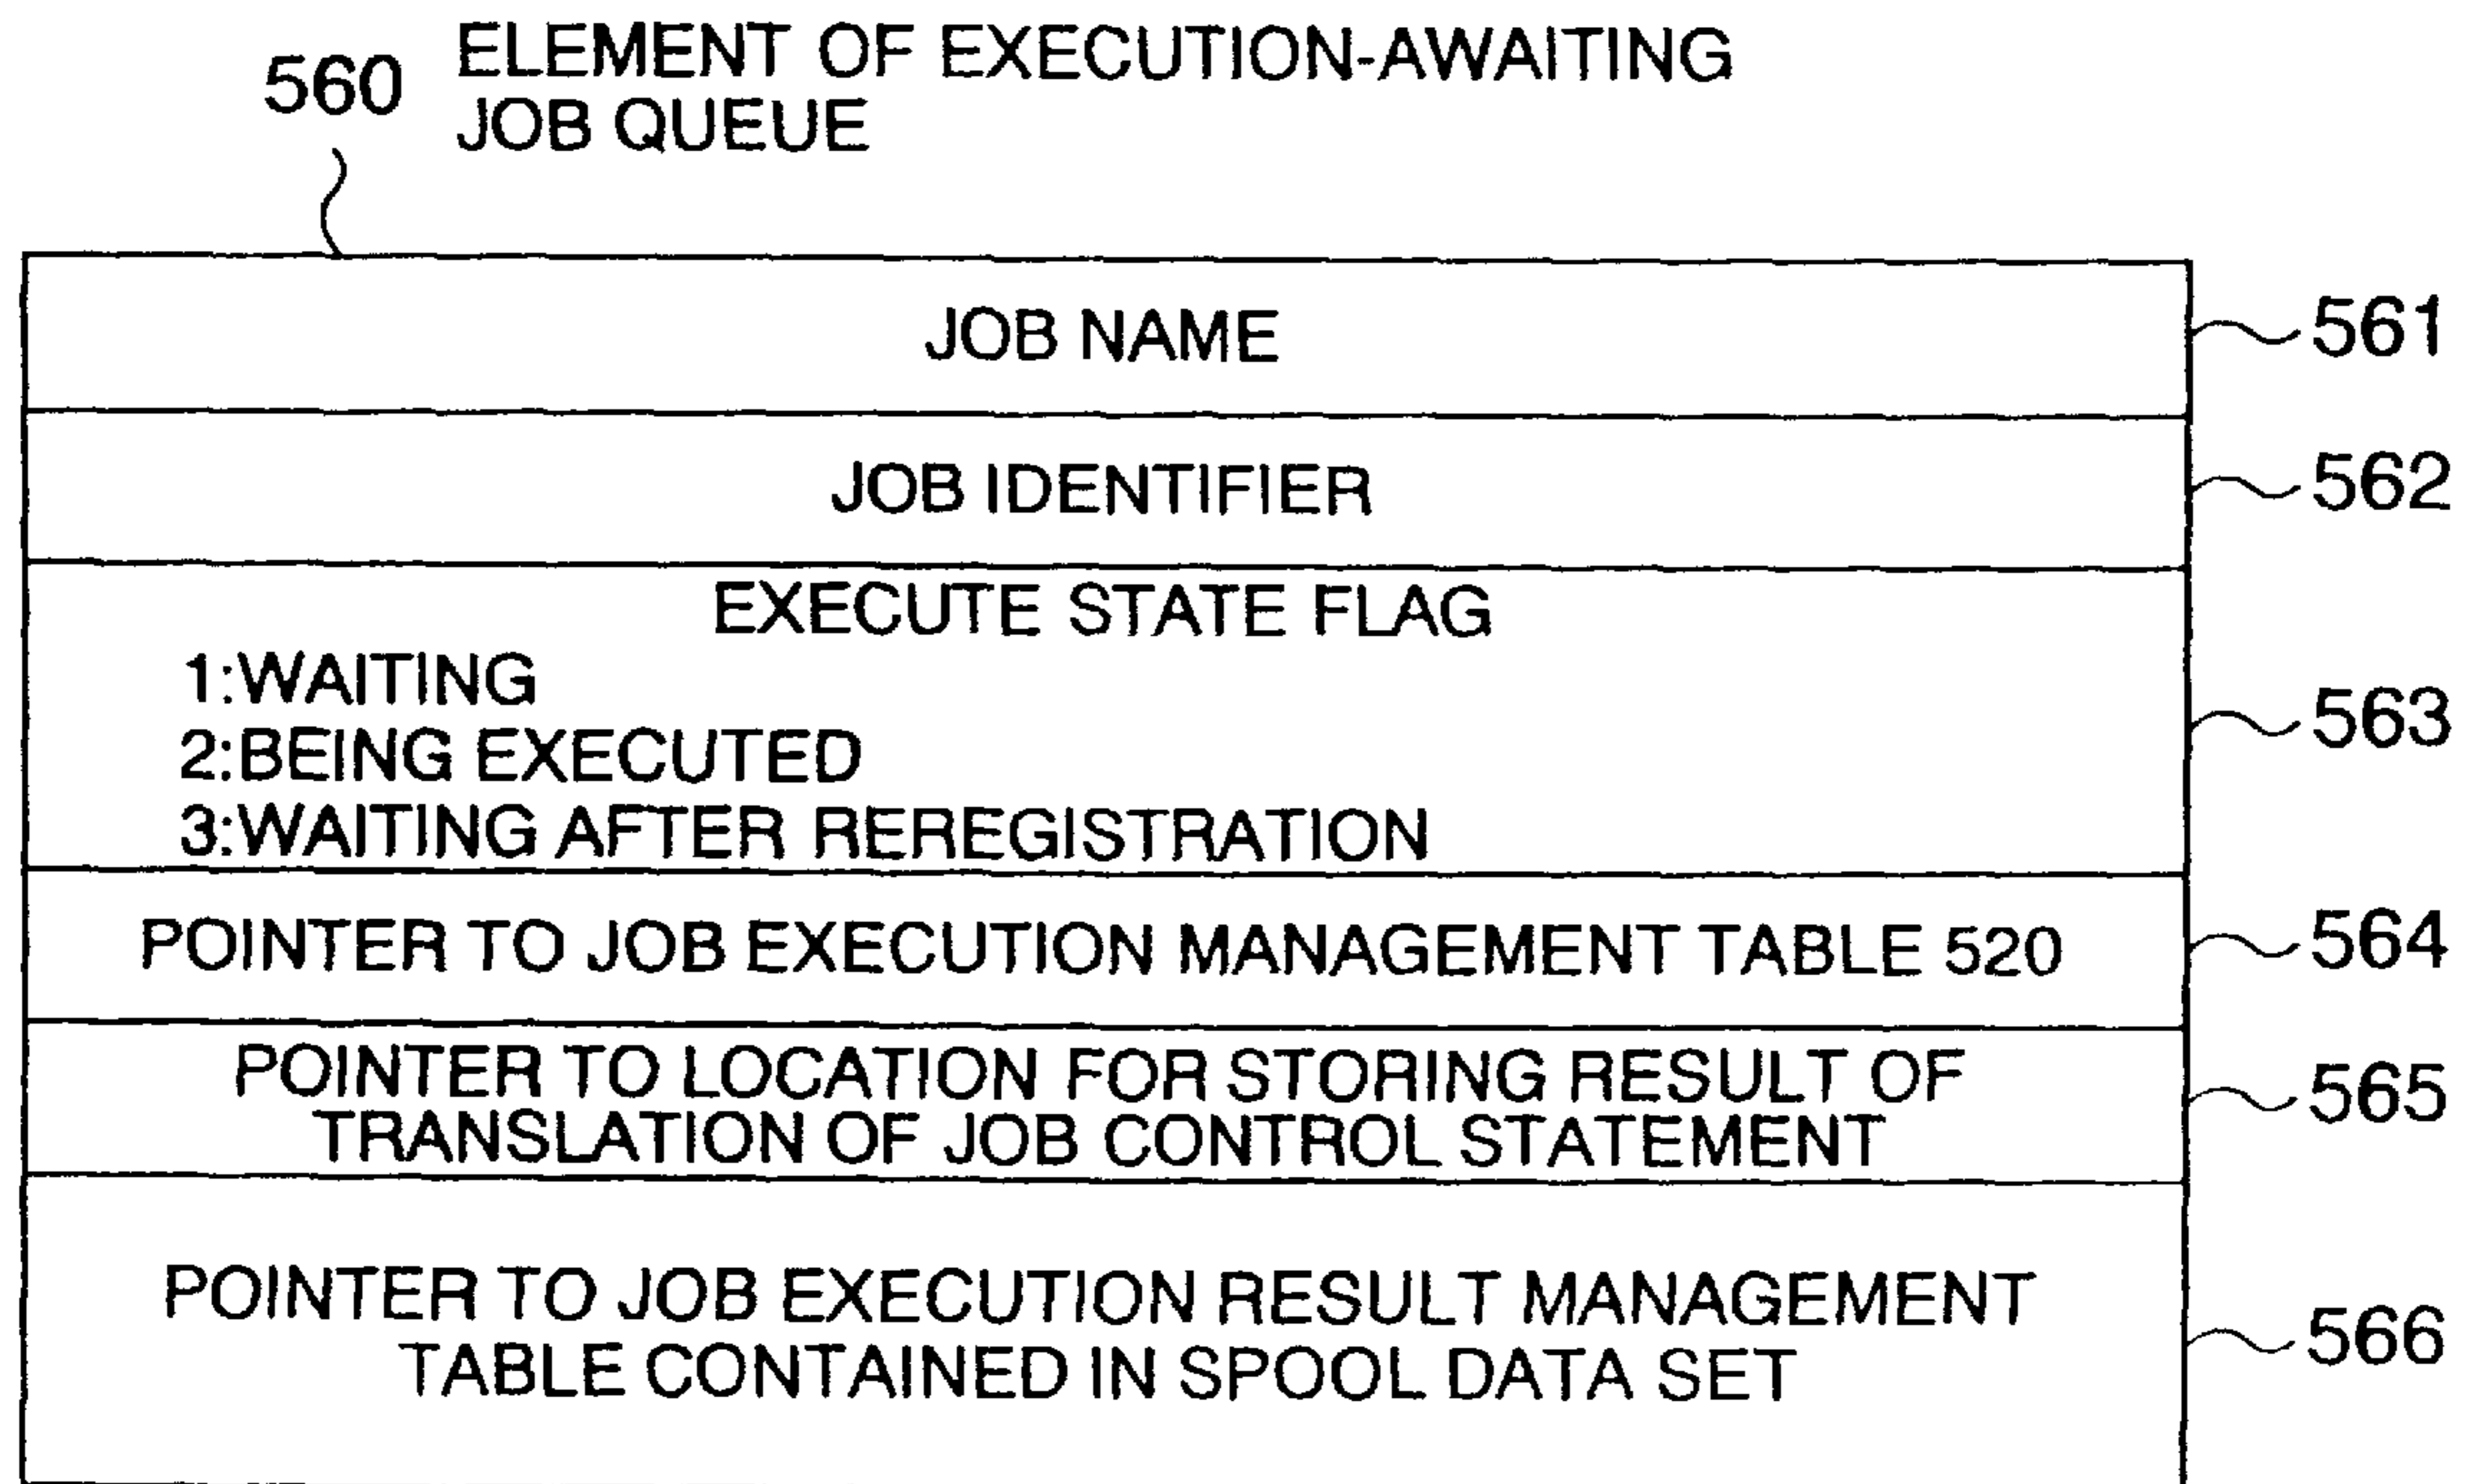 560
ELEMENT OF EXECUTION-AWAITING
JOB QUEUE
JOB NAME
561
JOB IDENTIFIER
562
EXECUTE STATE FLAG
1:WAITING
2:BEING EXECUTED
3:WAITING AFTER REREGISTRATION
563
POINTER TO JOB EXECUTION MANAGEMENT TABLE 520
564
POINTER TO LOCATION FOR STORING RESULT OF
TRANSLATION OF JOB CONTROL STATEMENT
565
POINTER TO JOB EXECUTION RESULT MANAGEMENT
TABLE CONTAINED IN SPOOL DATA SET
566